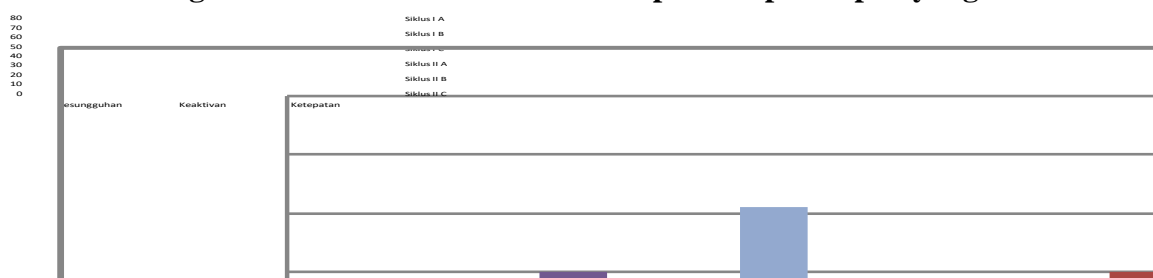 80
70
60
50
40
30
20
10
0
Siklus I A
Siklus I B
Siklus I C
Siklus II A
Siklus II B
Siklus II C
esungguhan
Keaktivan
Ketepatan